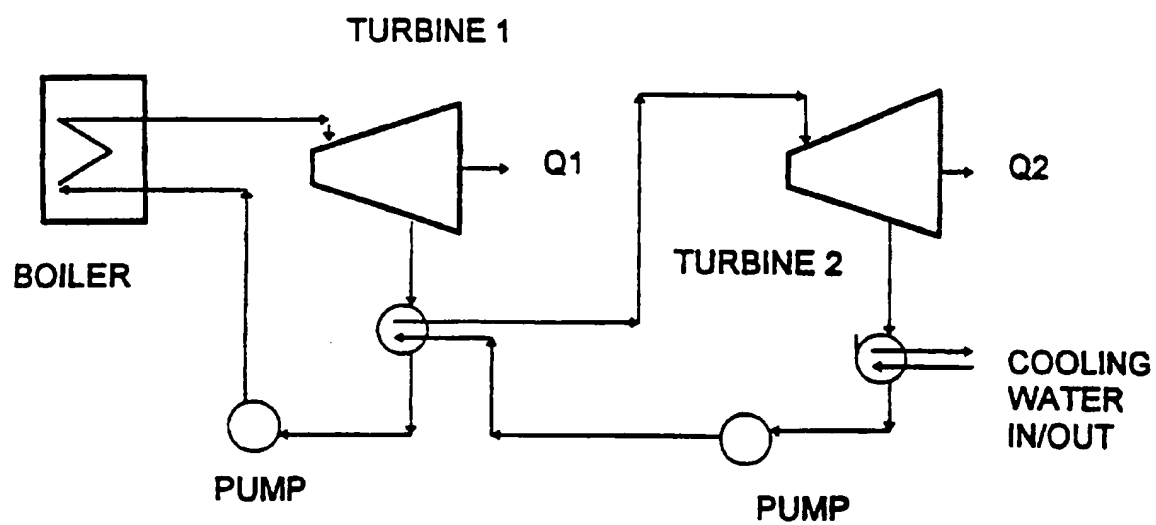 TURBINE 1
Q1
Q2
BOILER
TURBINE 2
COOLING
WATER
IN/OUT
PUMP
PUMP